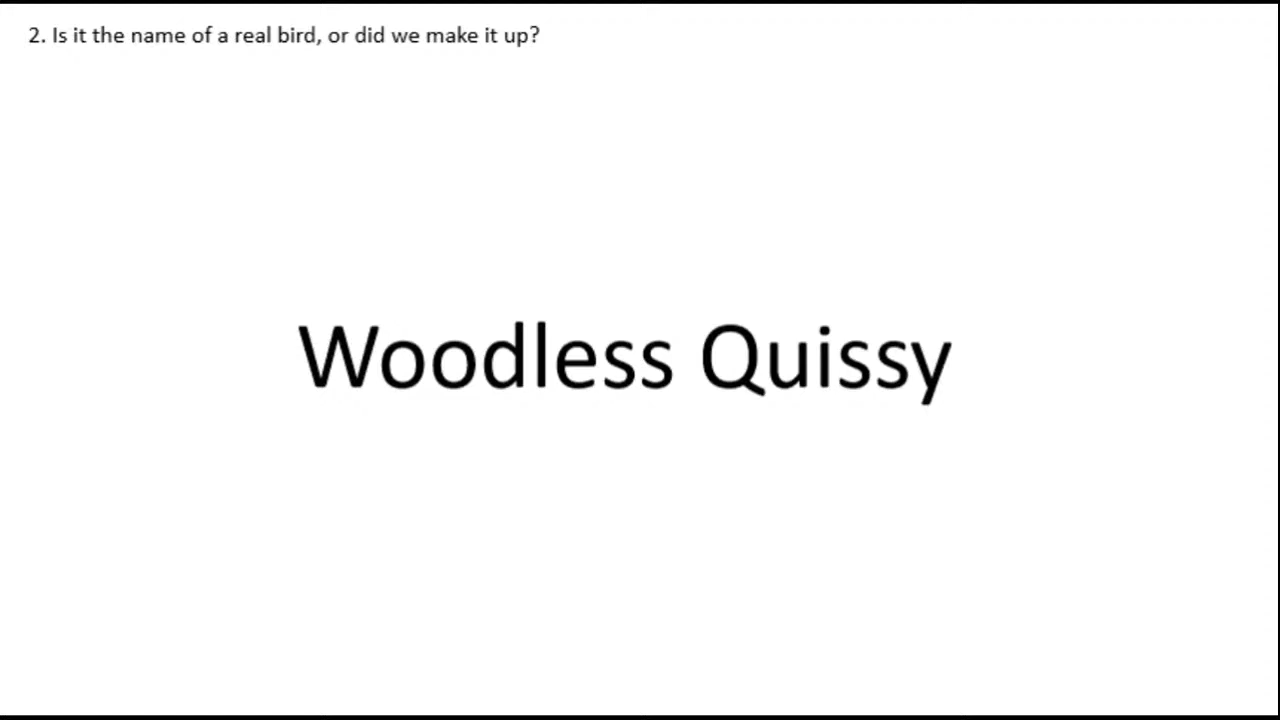 2. Is it the name of a real bird, or did we make it up?
Woodless Quissy